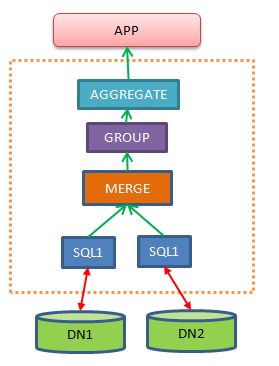 APP
AGGREGATE
GROUP
MERGE
SQL1
SQL1
DN1
DN2